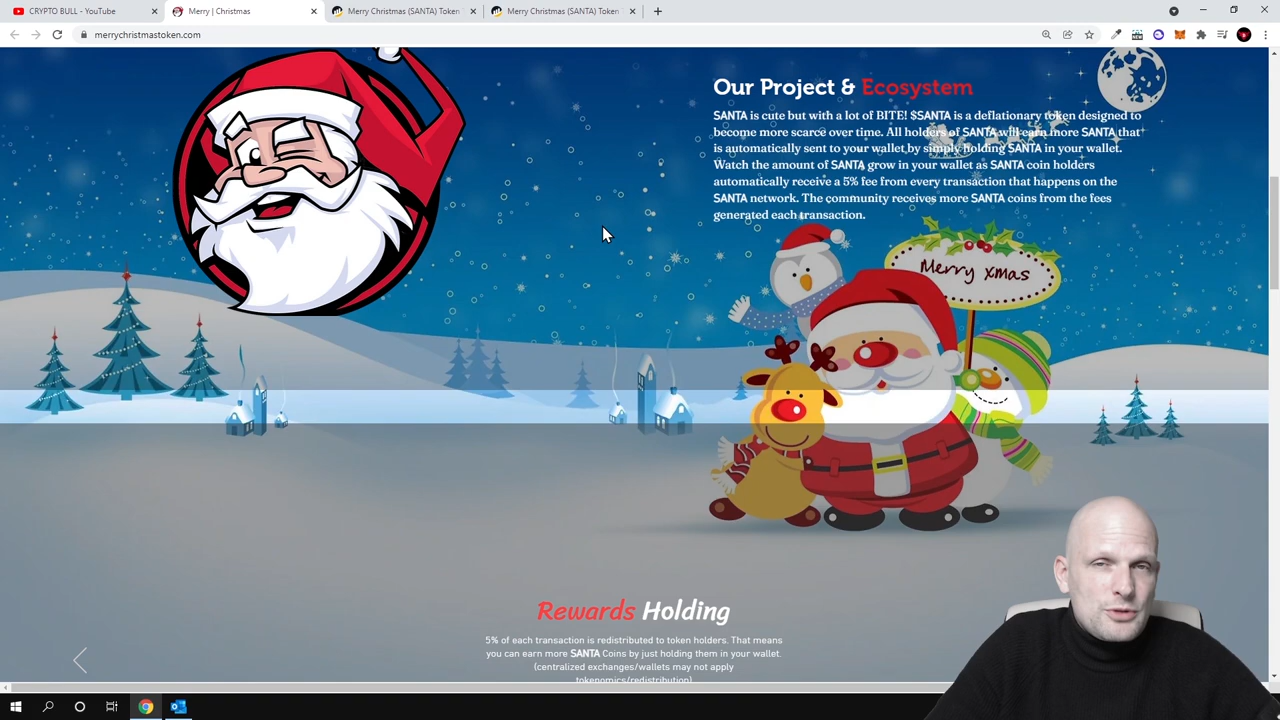 CRYPTO BULL - YouTube
Merry | Christmas
Merry Christmas (SANTA) Token
Merry Christmas (SANTA) Token
merrychristmastoken.com
Our Project & Ecosystem
SANTA is cute but with a lot of BITE! $SANTA is a deflationary token designed to
become more scarce over time. All holders of SANTA will earn more SANTA that
is automatically sent to your wallet by simply holding SANTA in your wallet.
Watch the amount of SANTA grow in your wallet as SANTA coin holders
automatically receive a 5% fee from every transaction that happens on the
SANTA network. The community receives more SANTA coins from the fees
generated each transaction.
Merry xmas
Rewards Holding
5% of each transaction is redistributed to token holders. That means
you can earn more SANTA Coins by just holding them in your wallet.
(centralized exchanges/wallets may not apply
tokenomics/redistribution)